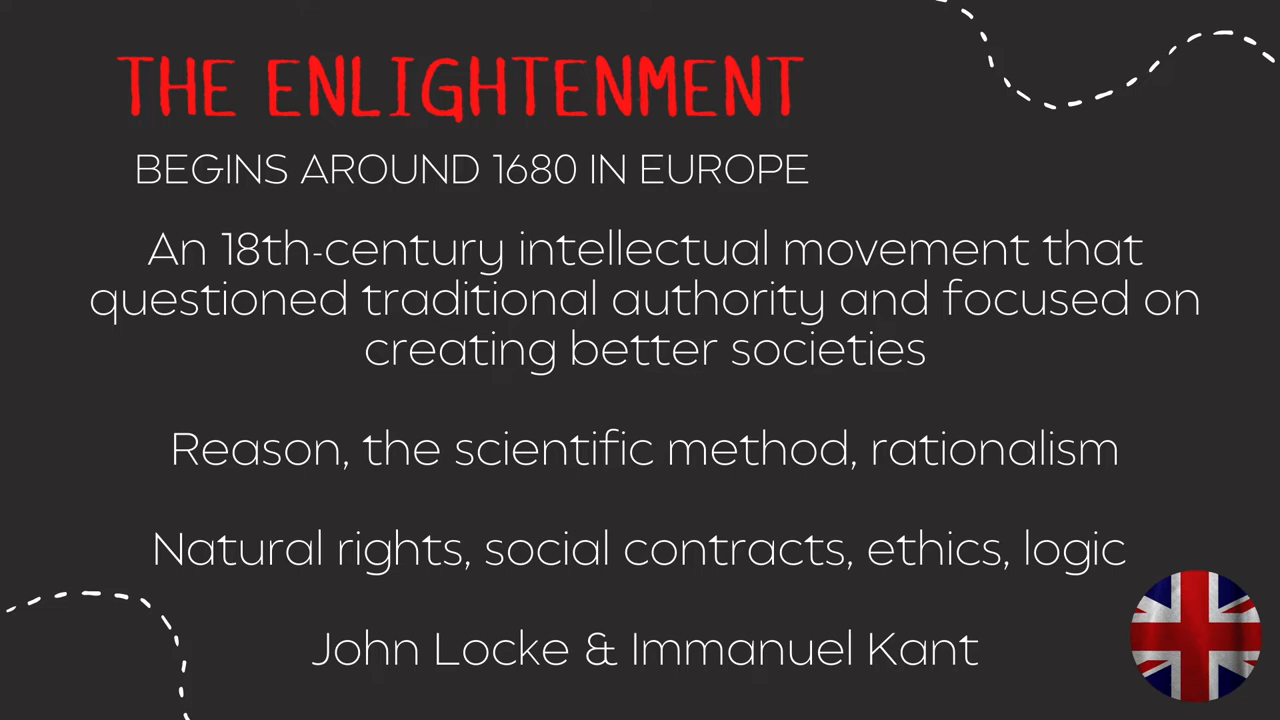 THE ENLIGHTENMENT
BEGINS AROUND 1680 IN EUROPE
An 18th-century intellectual movement that
questioned traditional authority and focused on
creating better societies
Reason, the scientific method, rationalism
Natural rights, social contracts, ethics, logic
John Locke & Immanuel Kant